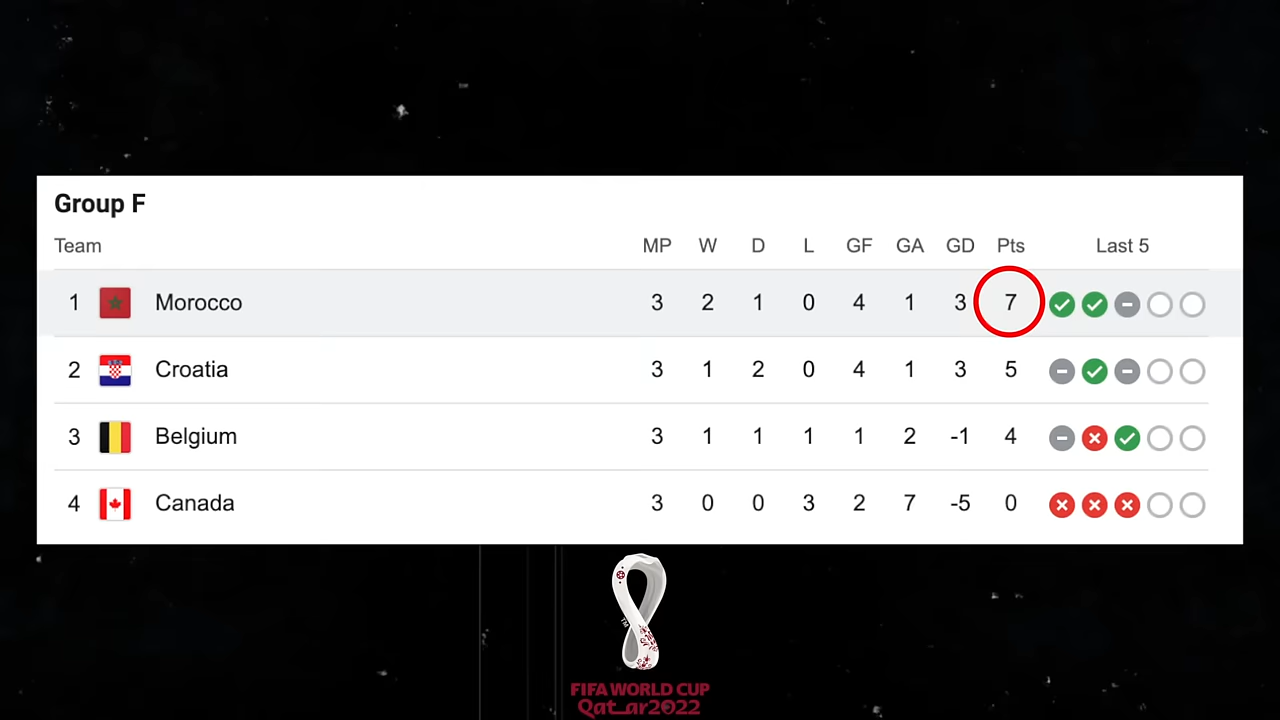 Group F
Team MP W D L GF GA GD Pts Last 5
1 Morocco 3 2 1 0 4 1 3 7
2 Croatia 3 1 2 0 4 1 3 5
3 Belgium 3 1 1 1 1 2 -1 4
4 Canada 3 0 0 3 2 7 -5 0
TM
FIFA WORLD CUP
Qatar2022